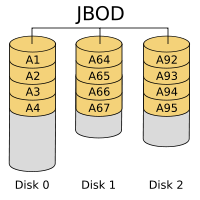 JBOD
A1 A64 A92
A2 A65 A93
A3 A66 A94
A4 A67 A95
Disk 0 Disk 1 Disk 2